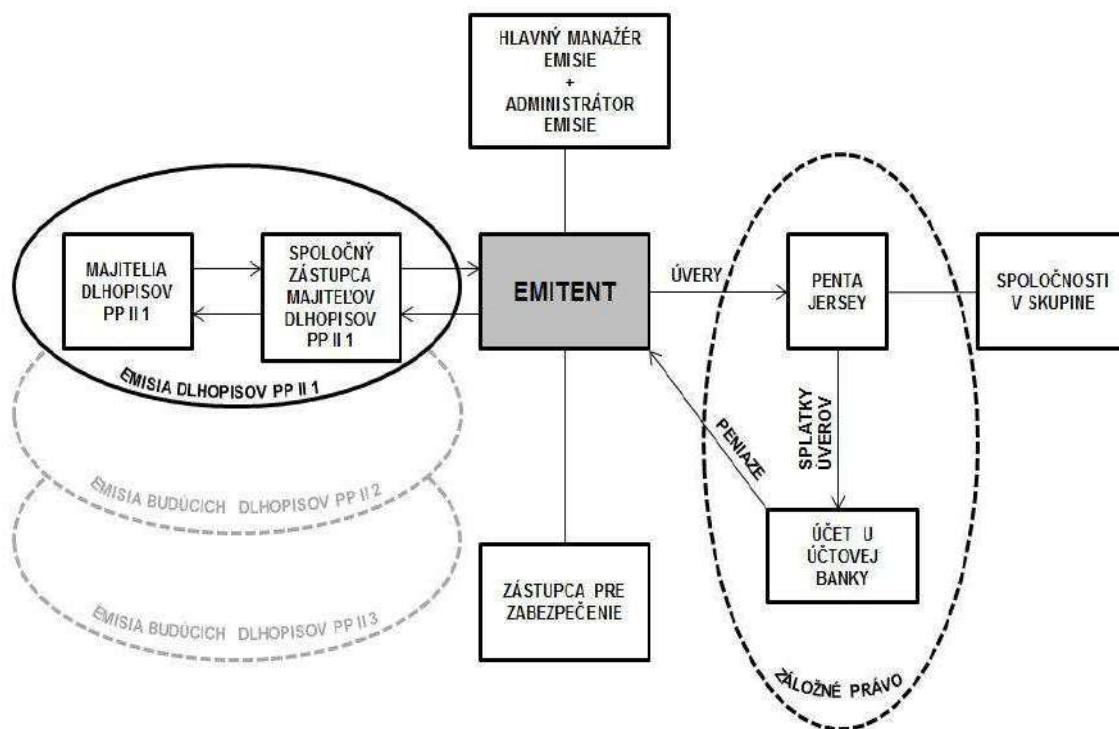 HLAVNÝ MANAŽÉR
EMISIE
+
ADMINISTRÁTOR
EMISIE
MAJITELIA
DLHOPISOV
PP II 1
SPOLOČNÝ
ZÁSTUPCA
MAJITEĽOV
DLHOPISOV
PP II 1
EMITENT
ÚVERY
PENTA
JERSEY
SPOLOČNOSTI
V SKUPINE
EMISIA DLHOPISOV PP II 1
SPLÁTKY
ÚVEROV
PENIAZE
EMISIA BUDÚCICH DLHOPISOV PP II 2
ÚČET U
ÚČTOVEJ
BANKY
ZÁSTUPCA PRE
ZABEZPEČENIE
EMISIA BUDÚCICH DLHOPISOV PP II 3
ZÁLOŽNÉ PRÁVO